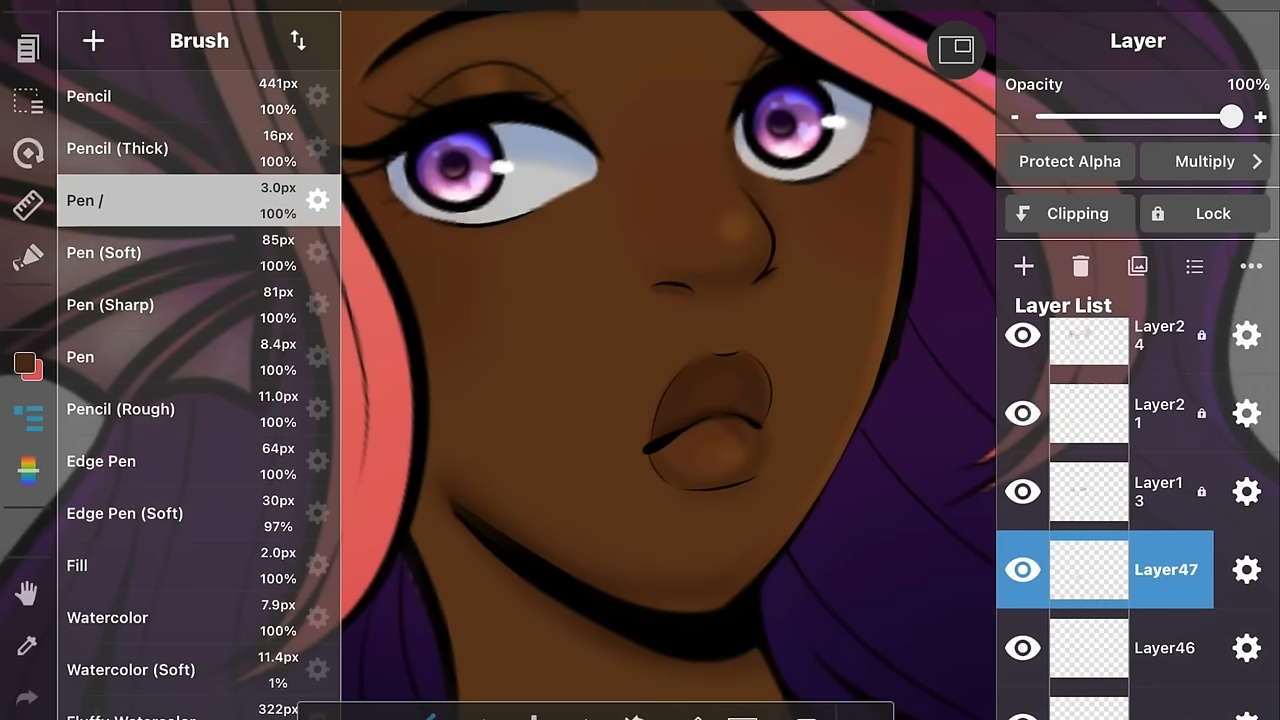 Brush
Pencil
441px
100%
Pencil (Thick)
16px
100%
Pen /
3.0px
100%
Pen (Soft)
85px
100%
Pen (Sharp)
81px
100%
Pen
8.4px
100%
Pencil (Rough)
11.0px
100%
Edge Pen
64px
100%
Edge Pen (Soft)
30px
97%
Fill
2.0px
100%
Watercolor
7.9px
100%
Watercolor (Soft)
11.4px
1%
Fluffy Watercolor
322px
Layer
Opacity
100%
- +
Protect Alpha
Multiply
Clipping
Lock
Layer List
Layer2
4
Layer2
1
Layer1
3
Layer47
Layer46